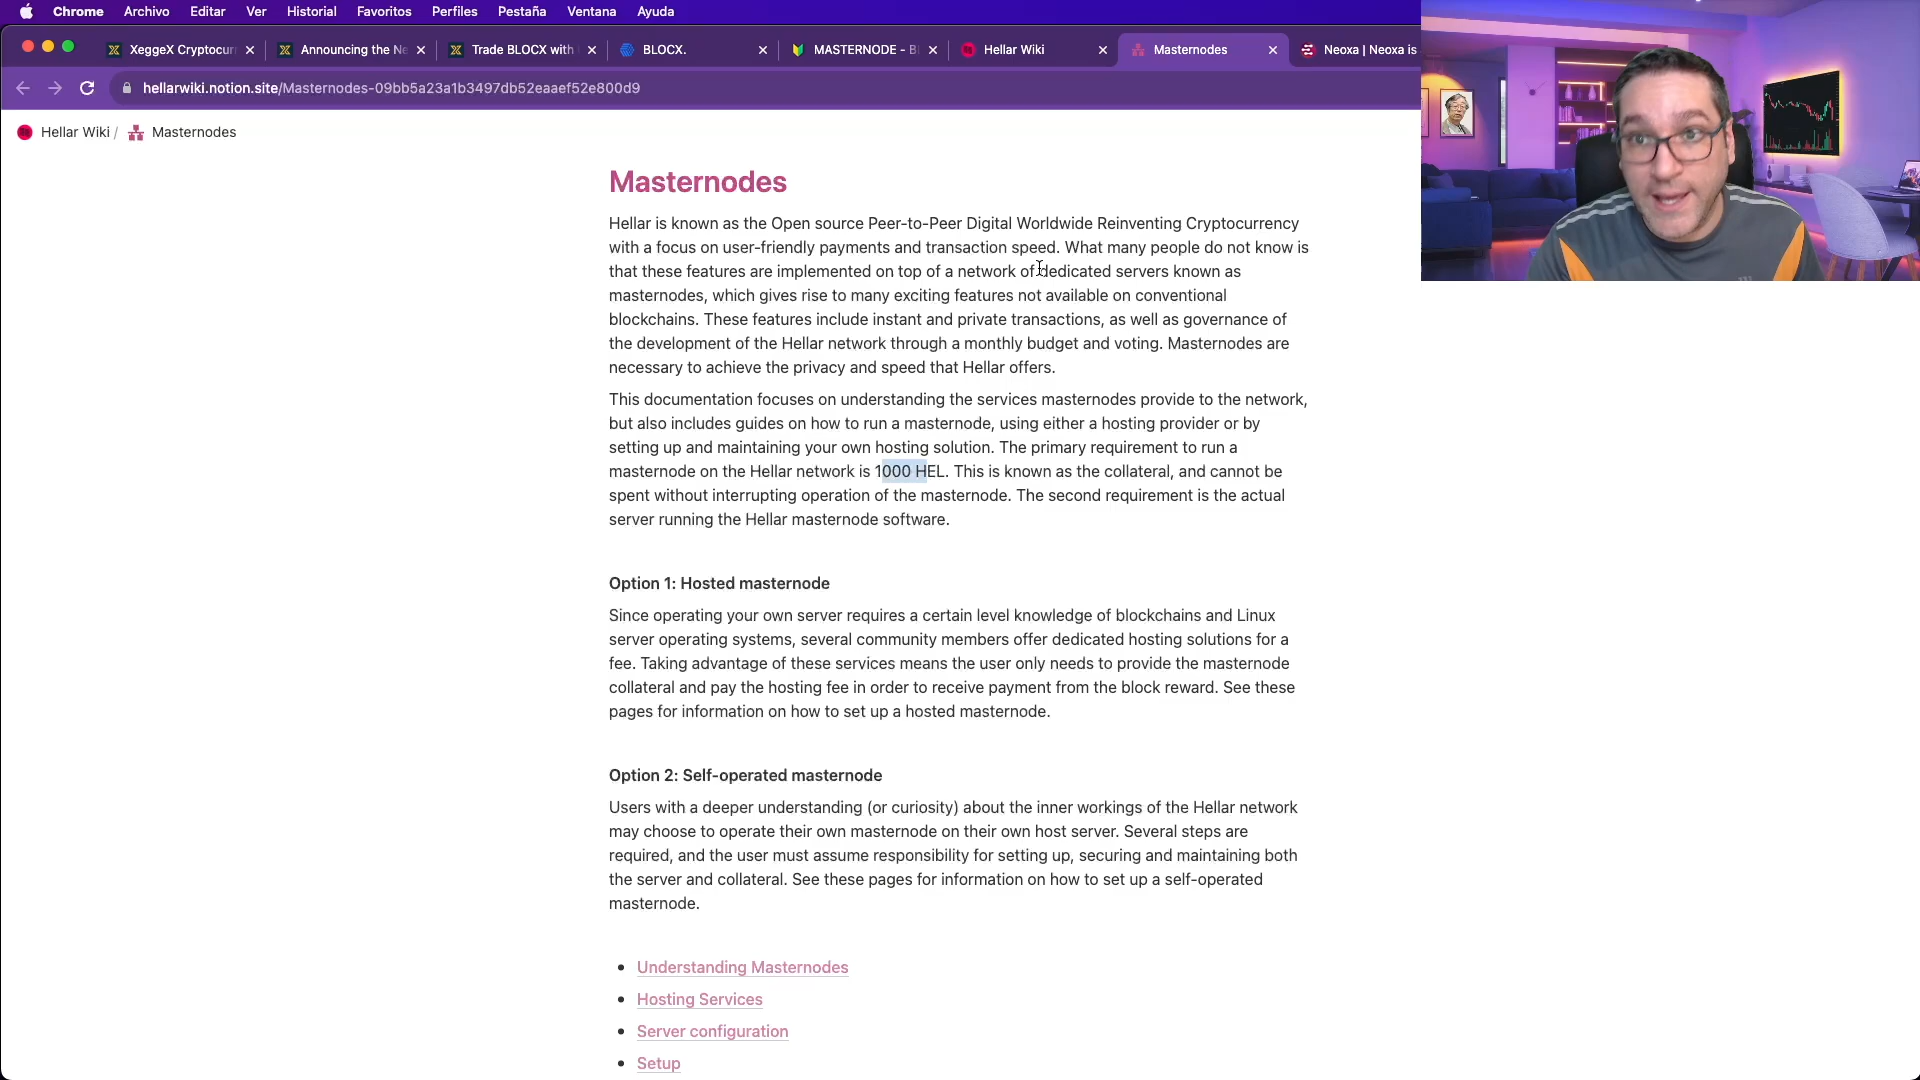 Chrome Archivo Editar Ver Historial Favoritos Perfiles Pestaña Ventana Ayuda
XeggeX Cryptocur Announcing the Ne Trade BLOCX with BLOCX. MASTERNODE - Bl Hellar Wiki Masternodes Neoxa | Neoxa is
hellarwiki.notion.site/Masternodes-09bb5a23a1b3497db52eaaef52e800d9
Hellar Wiki / Masternodes
Masternodes
Hellar is known as the Open source Peer-to-Peer Digital Worldwide Reinventing Cryptocurrency
with a focus on user-friendly payments and transaction speed. What many people do not know is
that these features are implemented on top of a network of dedicated servers known as
masternodes, which gives rise to many exciting features not available on conventional
blockchains. These features include instant and private transactions, as well as governance of
the development of the Hellar network through a monthly budget and voting. Masternodes are
necessary to achieve the privacy and speed that Hellar offers.
This documentation focuses on understanding the services masternodes provide to the network,
but also includes guides on how to run a masternode, using either a hosting provider or by
setting up and maintaining your own hosting solution. The primary requirement to run a
masternode on the Hellar network is 1000 HEL. This is known as the collateral, and cannot be
spent without interrupting operation of the masternode. The second requirement is the actual
server running the Hellar masternode software.
Option 1: Hosted masternode
Since operating your own server requires a certain level knowledge of blockchains and Linux
server operating systems, several community members offer dedicated hosting solutions for a
fee. Taking advantage of these services means the user only needs to provide the masternode
collateral and pay the hosting fee in order to receive payment from the block reward. See these
pages for information on how to set up a hosted masternode.
Option 2: Self-operated masternode
Users with a deeper understanding (or curiosity) about the inner workings of the Hellar network
may choose to operate their own masternode on their own host server. Several steps are
required, and the user must assume responsibility for setting up, securing and maintaining both
the server and collateral. See these pages for information on how to set up a self-operated
masternode.
Understanding Masternodes
Hosting Services
Server configuration
Setup